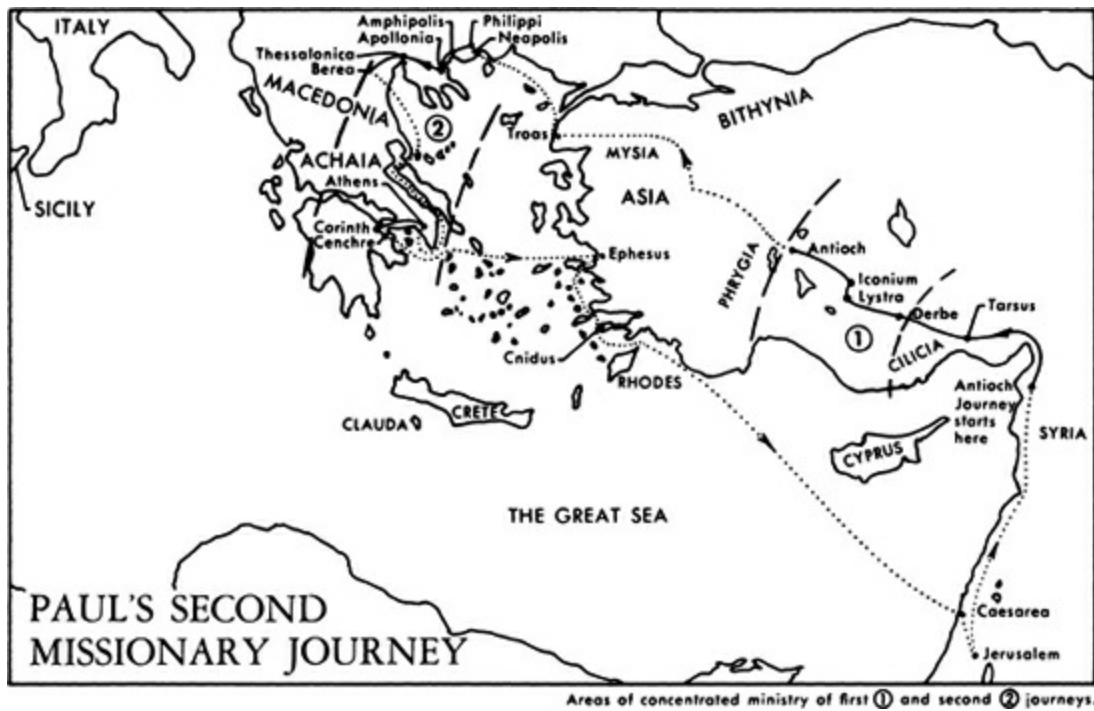 ITALY
Amphipolis
Philippi
Apollonia
Neapolis
Thessalonica
Berea
MACEDONIA
②
BITHYNIA
Troas
MYSIA
ACHAIA
Athens
ASIA
SICILY
Corinth
Cenchre
Ephesus
PHRYGIA
Antioch
Iconium
Lystra
Derbe
Tarsus
①
CILICIA
Cnidus
RHODES
Antioch
Journey
starts
here
CRETE
CLAUDA
SYRIA
CYPRUS
THE GREAT SEA
PAUL'S SECOND
MISSIONARY JOURNEY
Caesarea
Jerusalem
Areas of concentrated ministry of first ① and second ② journeys.